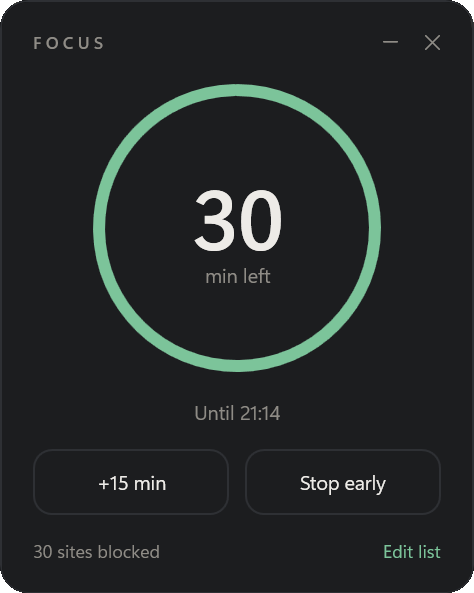 FOCUS
30
min left
Until 21:14
+15 min
Stop early
30 sites blocked
Edit list